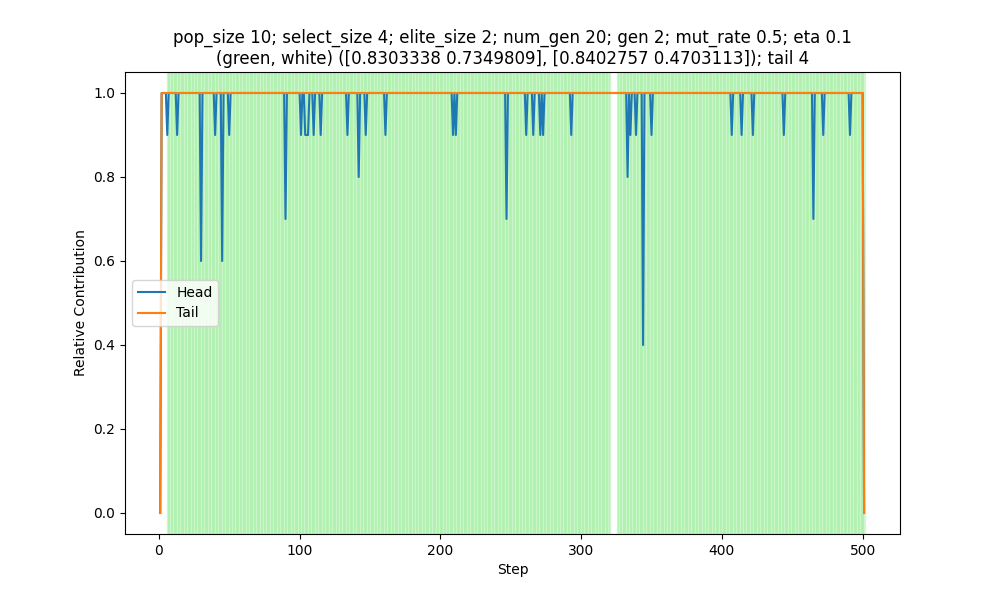 pop_size 10; select_size 4; elite_size 2; num_gen 20; gen 2; mut_rate 0.5; eta 0.1
(green, white) ([0.8303338 0.7349809], [0.8402757 0.4703113]); tail 4
1.0
0.8
0.6
0.4
0.2
0.0
Relative Contribution
Head
Tail
0
100
200
300
400
500
Step